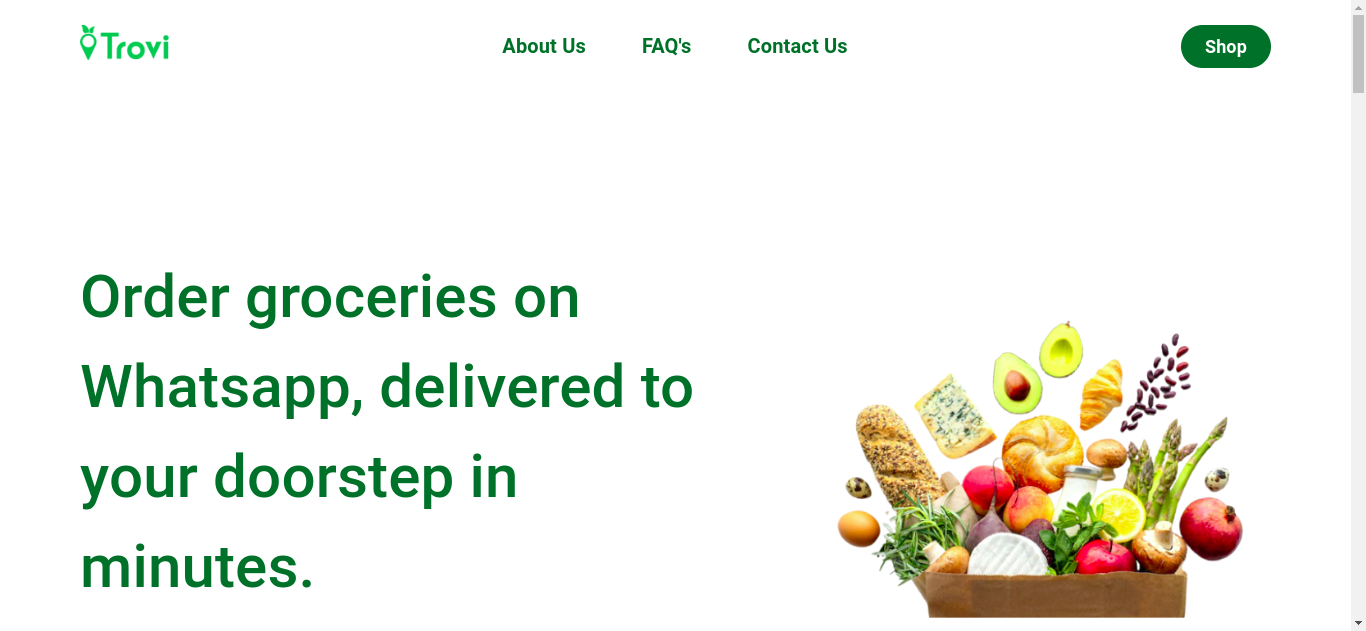 Trovi
About Us
FAQ's
Contact Us
Shop
Order groceries on
Whatsapp, delivered to
your doorstep in
minutes.